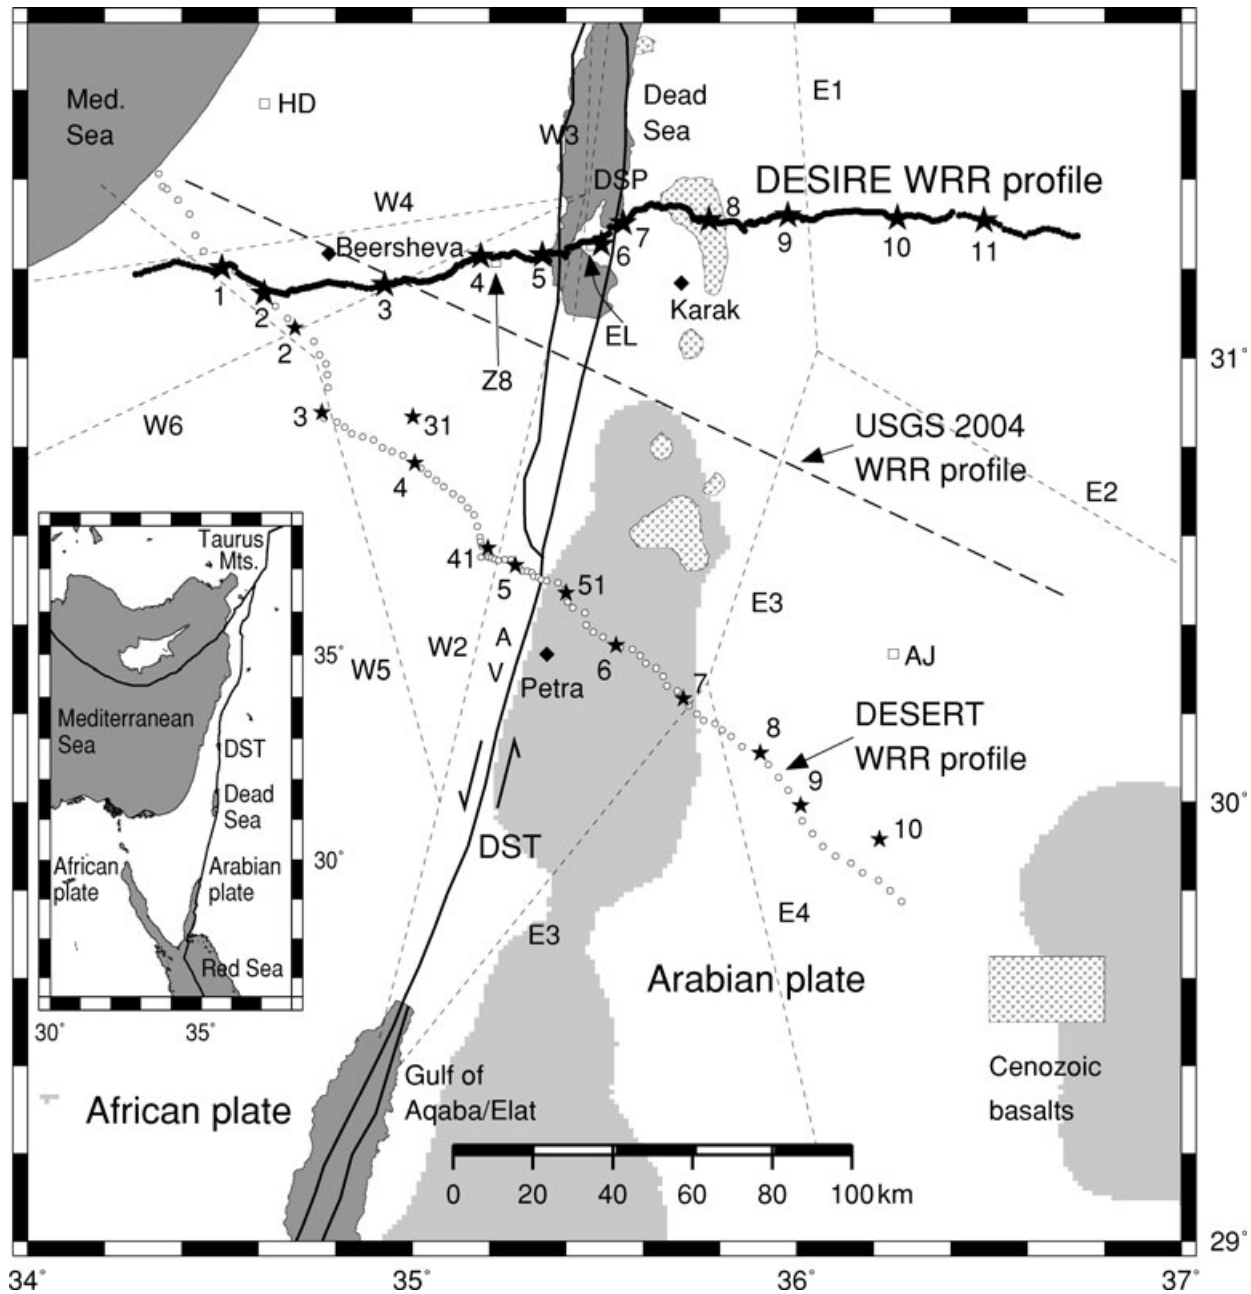 Med.
Sea
HD
Dead
Sea
E1
W3
DSP
DESIRE WRR profile
W4
Beersheva
1
2
3
4
5
6
7
8
9
10
11
Karak
EL
Z8
31°
2
3
31
4
W6
USGS 2004
WRR profile
E2
41
5
51
E3
W2
A
V
W5
6
Petra
7
AJ
DESERT
WRR profile
8
9
10
30°
DST
E3
E4
Arabian plate
Taurus
Mts.
35°
Mediterranean
Sea
DST
Dead
Sea
African
plate
Arabian
plate
30°
Red Sea
30°
35°
Gulf of
Aqaba/Elat
African plate
Cenozoic
basalts
0 20 40 60 80 100 km
29°
34° 35° 36° 37°